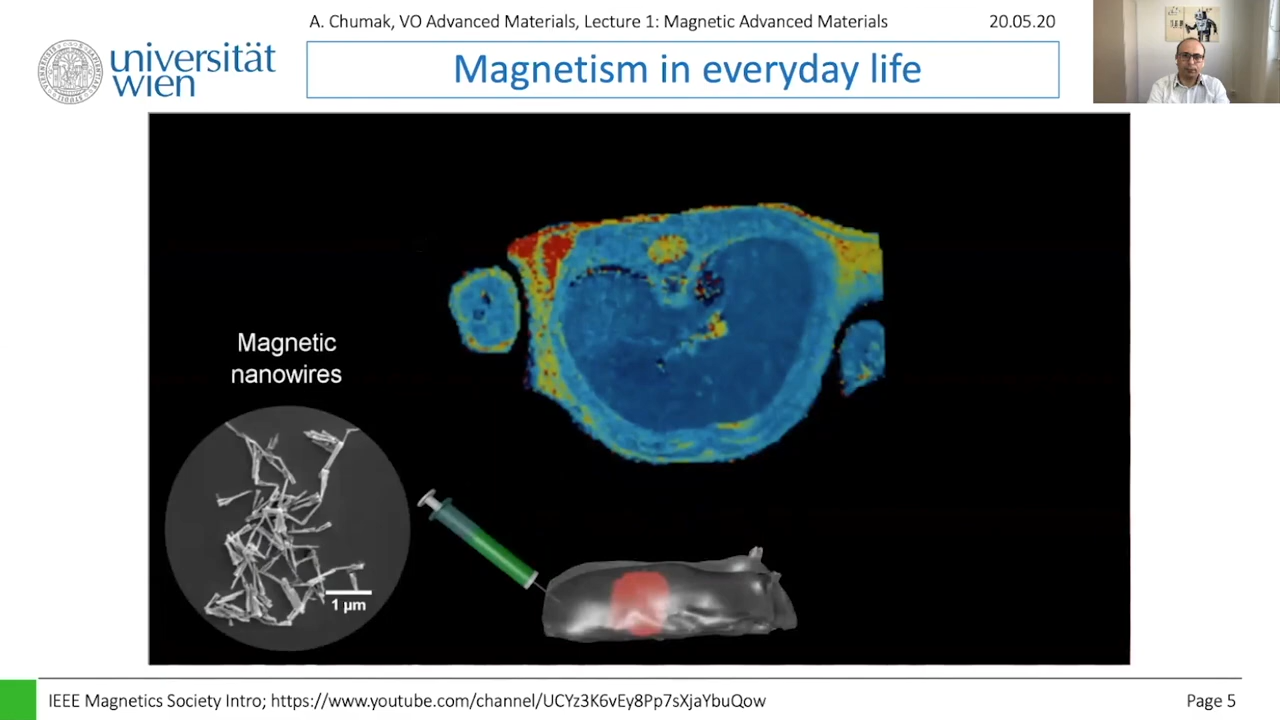 A. Chumak, VO Advanced Materials, Lecture 1: Magnetic Advanced Materials
20.05.20
universität
wien
Magnetism in everyday life
Magnetic
nanowires
1 µm
IEEE Magnetics Society Intro; https://www.youtube.com/channel/UCYz3K6vEy8Pp7sXjaYbuQow
Page 5